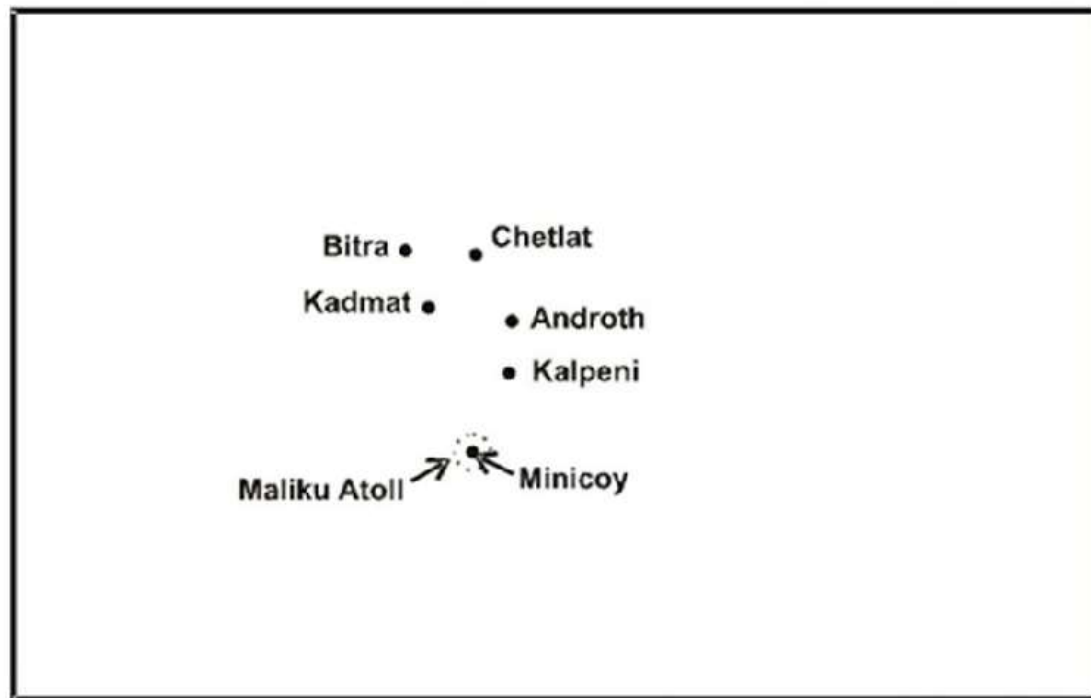 Chetlat
Bitra
Kadmat
Androth
Kalpeni
Minicoy
Maliku Atoll